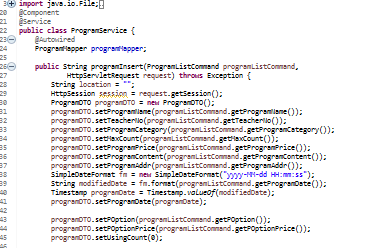 3 import java.io.File;
20 @Component
21 @Service
22 public class ProgramService {
23 @Autowired
24 ProgramMapper programMapper;
25
26 public String programInsert(ProgramListCommand programListCommand,
27 HttpServletRequest request) throws Exception {
28 String location = "";
29 HttpSession session = request.getSession();
30 ProgramDTO programDTO = new ProgramDTO();
31 programDTO.setProgramName(programListCommand.getProgramName());
32 programDTO.setTeacherNo(programListCommand.getTeacherNo());
33 programDTO.setProgramCategory(programListCommand.getProgramCategory());
34 programDTO.setMaxCount(programListCommand.getMaxCount());
35 programDTO.setProgramPrice(programListCommand.getProgramPrice());
36 programDTO.setProgramContent(programListCommand.getProgramContent());
37 programDTO.setProgramAddr(programListCommand.getProgramAddr());
38 SimpleDateFormat fm = new SimpleDateFormat("yyyy-MM-dd HH:mm:ss");
39 String modifiedDate = fm.format(programListCommand.getProgramDate());
40 Timestamp programDate = Timestamp.valueOf(modifiedDate);
41 programDTO.setProgramDate(programDate);
42
43 programDTO.setPOption(programListCommand.getPOption());
44 programDTO.setPOptionPrice(programListCommand.getPOptionPrice());
45 programDTO.setUsingCount(0);
46